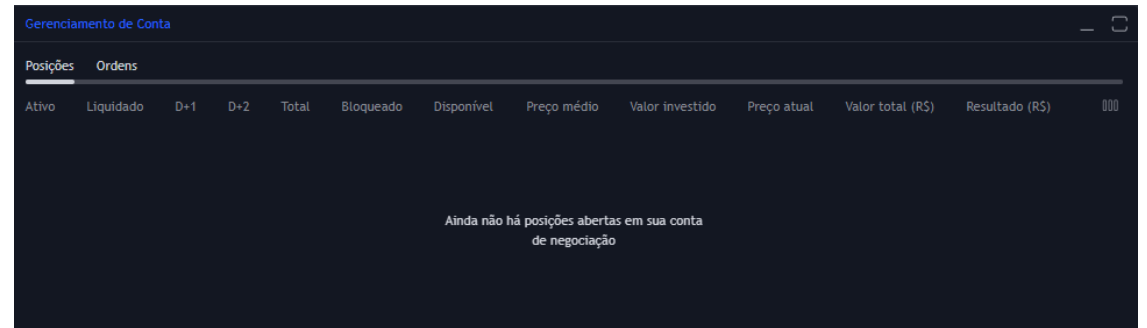 Gerenciamento de Conta
Posições Ordens
Ativo Liquidado D+1 D+2 Total Bloqueado Disponível Preço médio Valor investido Preço atual Valor total (R$) Resultado (R$)
Ainda não há posições abertas em sua conta
de negociação